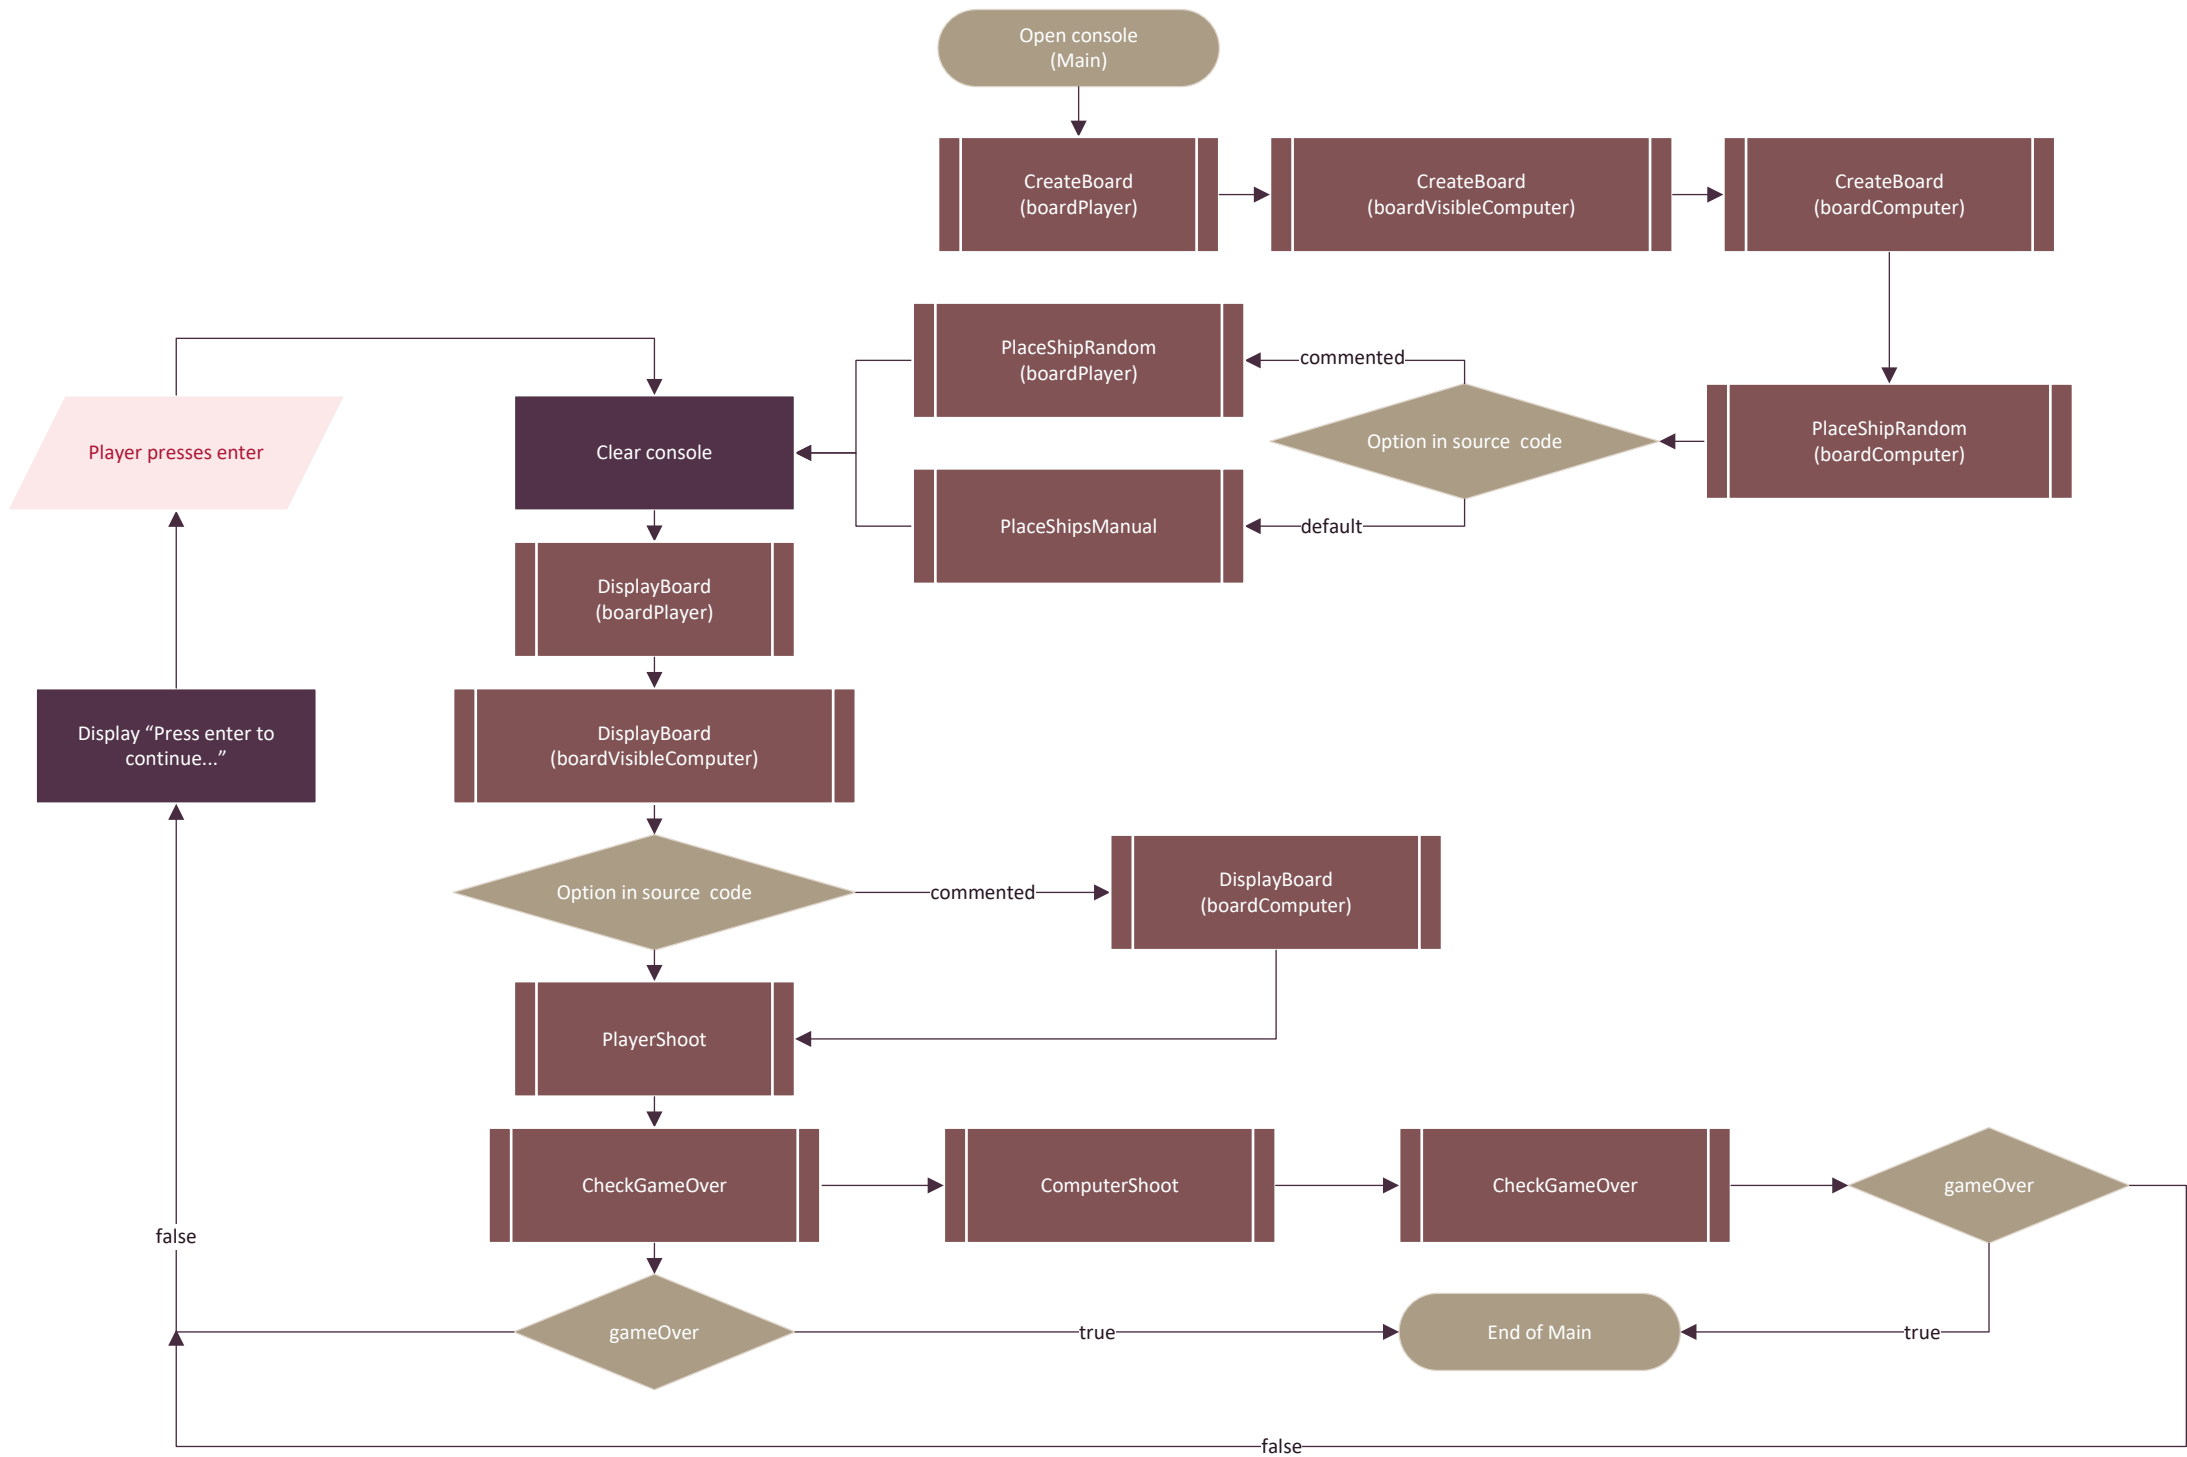 Open console
(Main)
CreateBoard
(boardPlayer)
CreateBoard
(boardVisibleComputer)
CreateBoard
(boardComputer)
PlaceShipRandom
(boardPlayer)
commented
Option in source  code
PlaceShipRandom
(boardComputer)
Player presses enter
Clear console
PlaceShipsManual
default
DisplayBoard
(boardPlayer)
Display “Press enter to
continue...”
DisplayBoard
(boardVisibleComputer)
Option in source  code
commented
DisplayBoard
(boardComputer)
PlayerShoot
CheckGameOver
ComputerShoot
CheckGameOver
gameOver
false
gameOver
true
End of Main
true
false